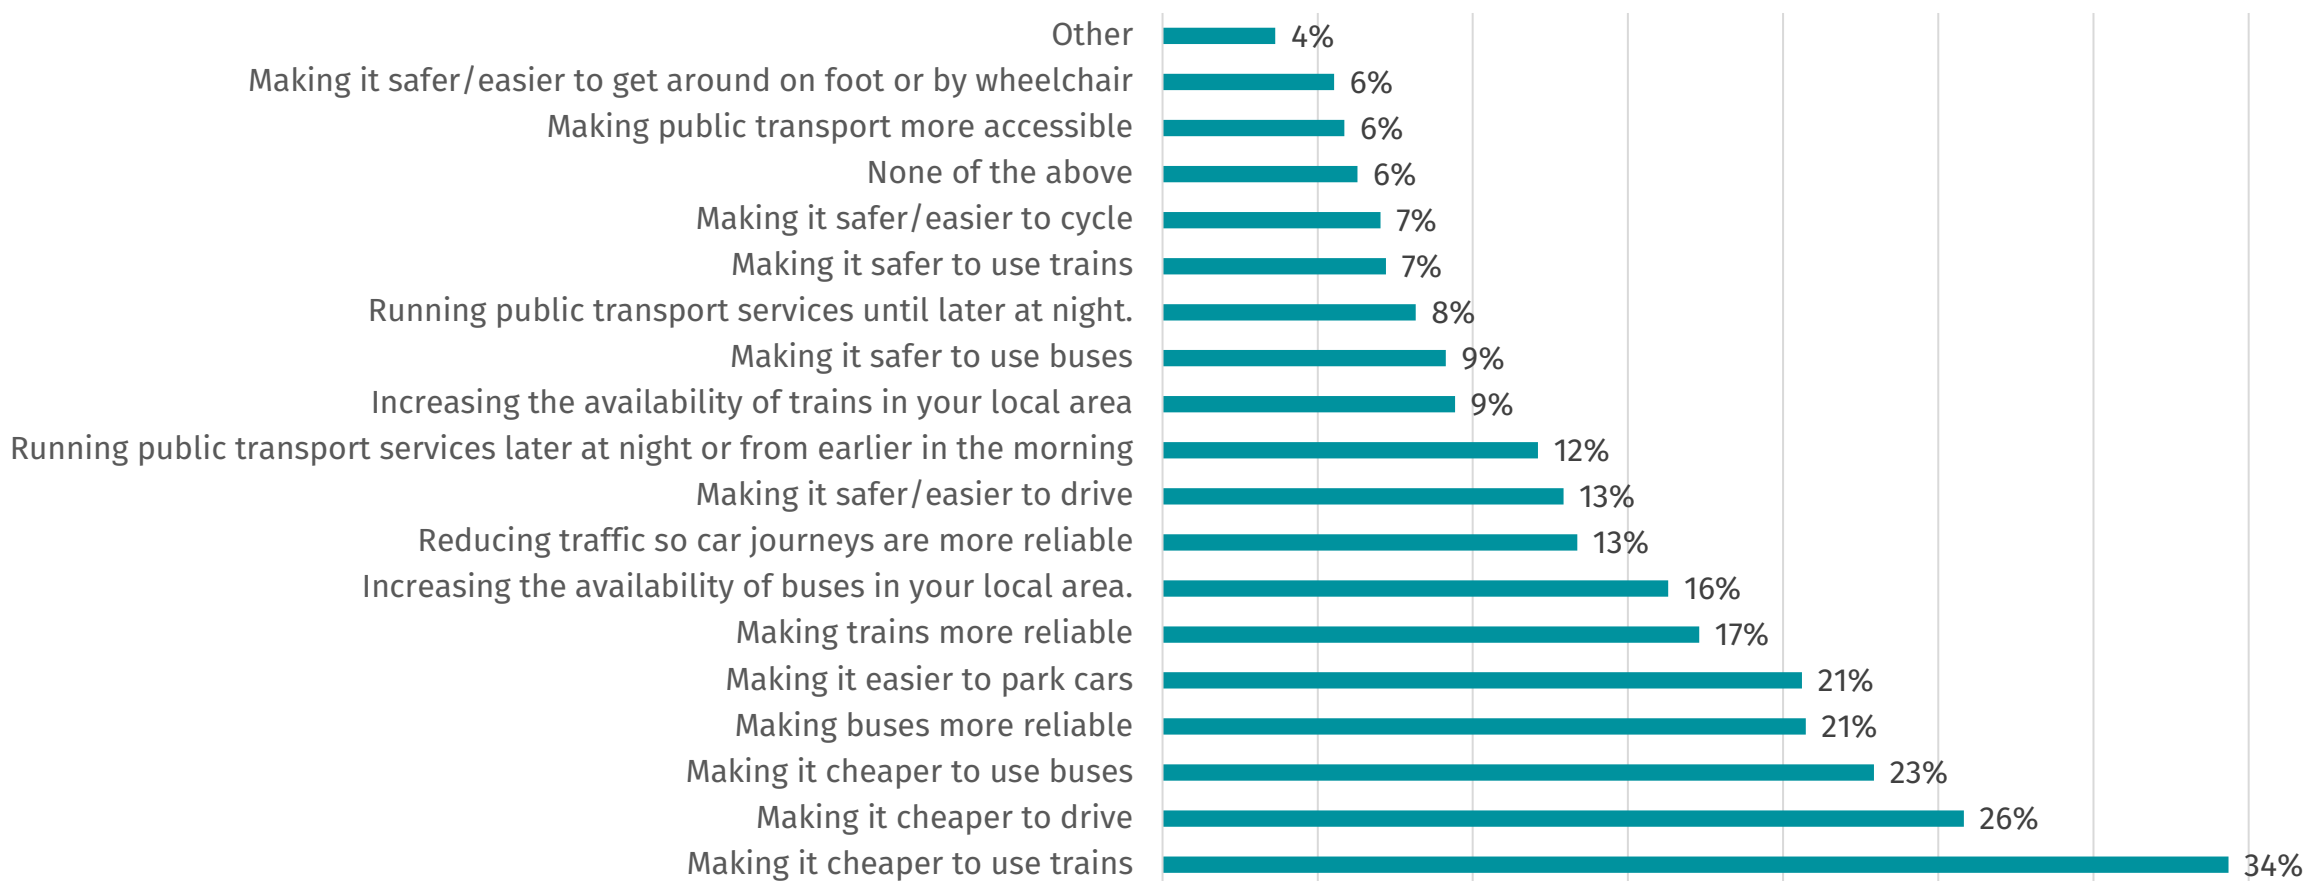 Other 4%
Making it safer/easier to get around on foot or by wheelchair 6%
Making public transport more accessible 6%
None of the above 6%
Making it safer/easier to cycle 7%
Making it safer to use trains 7%
Running public transport services until later at night. 8%
Making it safer to use buses 9%
Increasing the availability of trains in your local area 9%
Running public transport services later at night or from earlier in the morning 12%
Making it safer/easier to drive 13%
Reducing traffic so car journeys are more reliable 13%
Increasing the availability of buses in your local area. 16%
Making trains more reliable 17%
Making it easier to park cars 21%
Making buses more reliable 21%
Making it cheaper to use buses 23%
Making it cheaper to drive 26%
Making it cheaper to use trains 34%